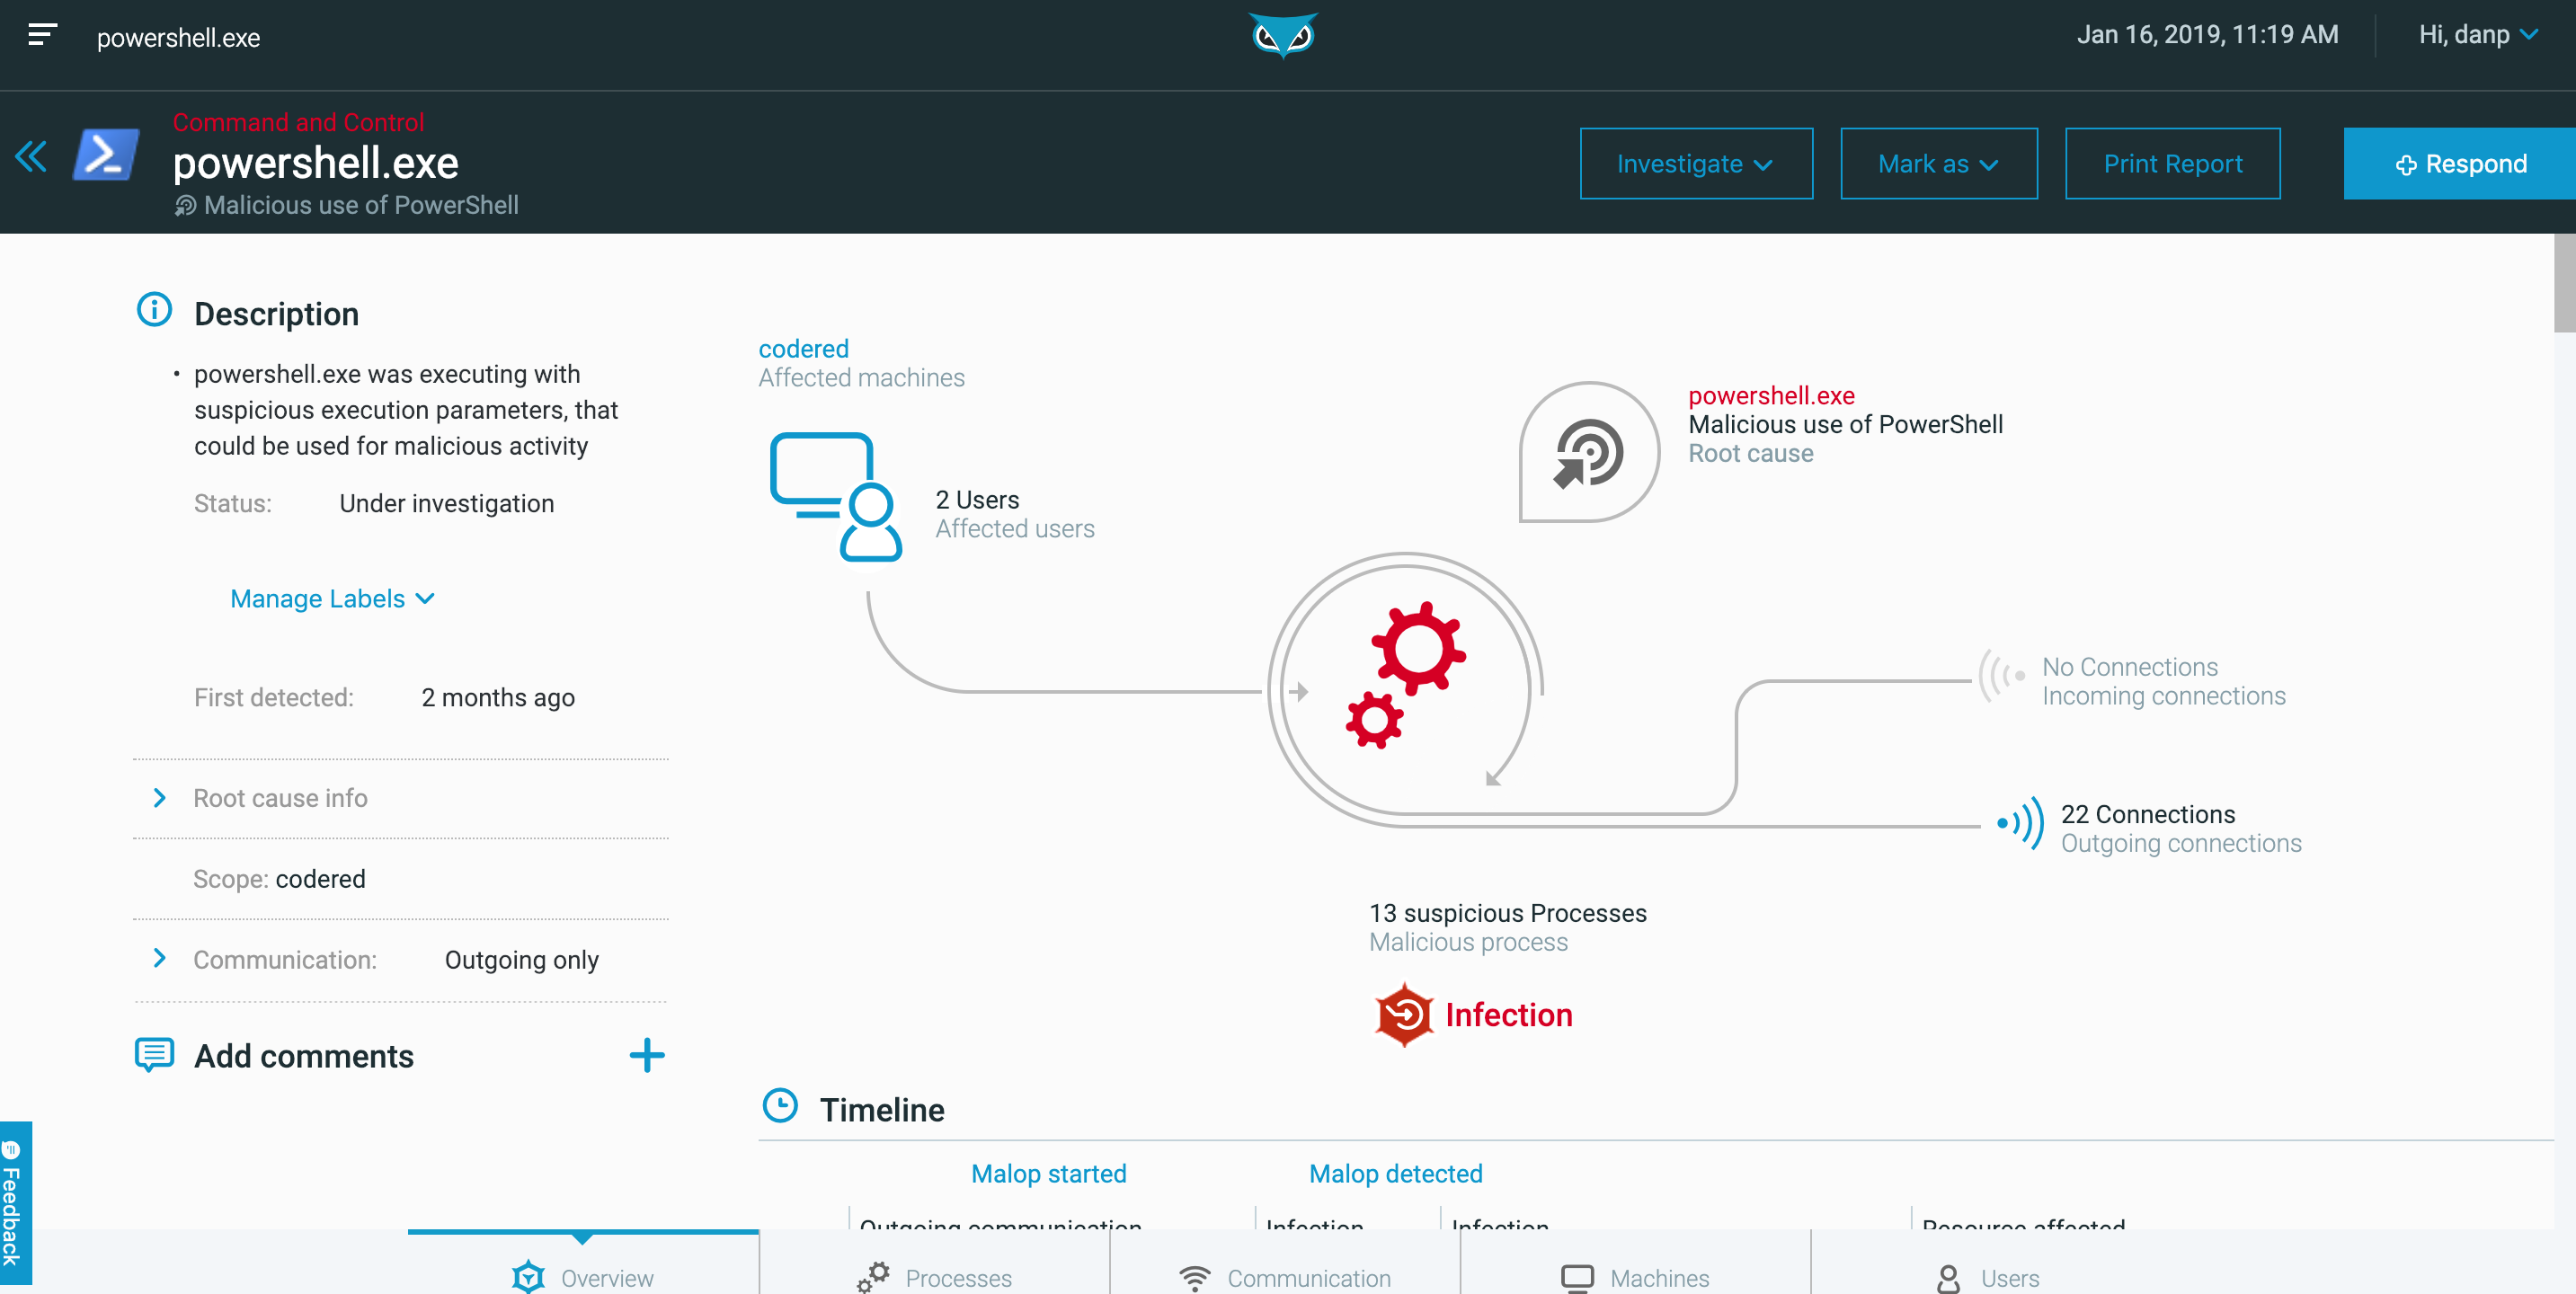 powershell.exe
Jan 16, 2019, 11:19 AM
Hi, danp
Command and Control
powershell.exe
Malicious use of PowerShell
Investigate
Mark as
Print Report
Respond
Description
• powershell.exe was executing with
suspicious execution parameters, that
could be used for malicious activity
Status: Under investigation
Manage Labels
First detected: 2 months ago
Root cause info
Scope: codered
Communication: Outgoing only
Add comments
codered
Affected machines
2 Users
Affected users
powershell.exe
Malicious use of PowerShell
Root cause
No Connections
Incoming connections
22 Connections
Outgoing connections
13 suspicious Processes
Malicious process
Infection
Timeline
Malop started
Malop detected
Outgoing communication
Infection
Infection
Resource affected
Feedback
Overview
Processes
Communication
Machines
Users